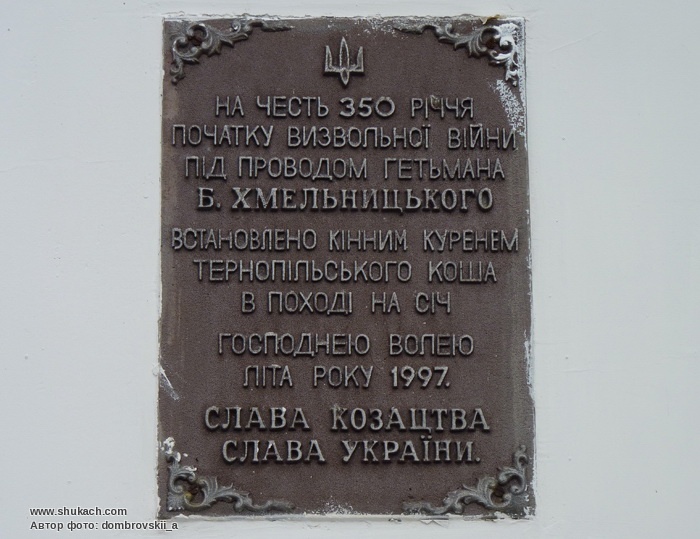 НА ЧЕСТЬ 350 РІЧЧЯ
ПОЧАТКУ ВИЗВОЛЬНОЇ ВІЙНИ
ПІД ПРОВОДОМ ГЕТЬМАНА
Б. ХМЕЛЬНИЦЬКОГО
ВСТАНОВЛЕНО КІННИМ КУРЕНЕМ
ТЕРНОПІЛЬСЬКОГО КОША
В ПОХОДІ НА СІЧ
ГОСПОДНЕЮ ВОЛЕЮ
ЛІТА РОКУ 1997.
СЛАВА КОЗАЦТВА
СЛАВА УКРАЇНИ.
www.shukach.com
Автор фото: dombrovskii_a